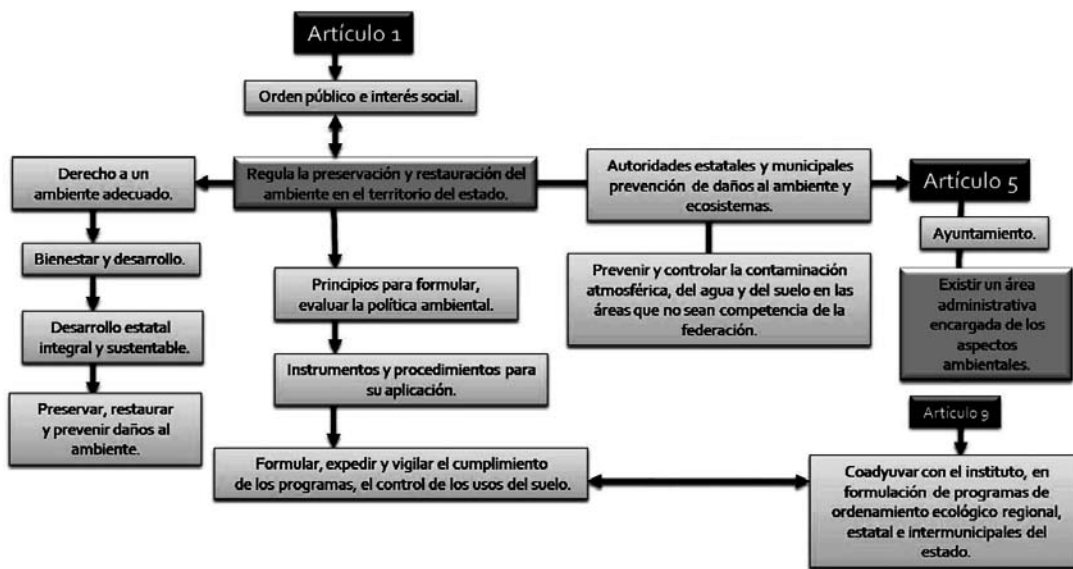 Artículo 1
Orden público e interés social.
Derecho a un
ambiente adecuado.
Regula la preservación y restauración del
ambiente en el territorio del estado.
Autoridades estatales y municipales
prevención de daños al ambiente y
ecosistemas.
Artículo 5
Ayuntamiento.
Bienestar y desarrollo.
Principios para formular,
evaluar la política ambiental.
Prevenir y controlar la contaminación
atmosférica, del agua y del suelo en las
áreas que no sean competencia de la
federación.
Existir un área
administrativa
encargada de los
aspectos
ambientales.
Desarrollo estatal
integral y sustentable.
Instrumentos y procedimientos para
su aplicación.
Preservar, restaurar
y prevenir daños al
ambiente.
Artículo 9
Formular, expedir y vigilar el cumplimiento
de los programas, el control de los usos del suelo.
Coadyuvar con el instituto, en
formulación de programas de
ordenamiento ecológico regional,
estatal e intermunicipales del
estado.